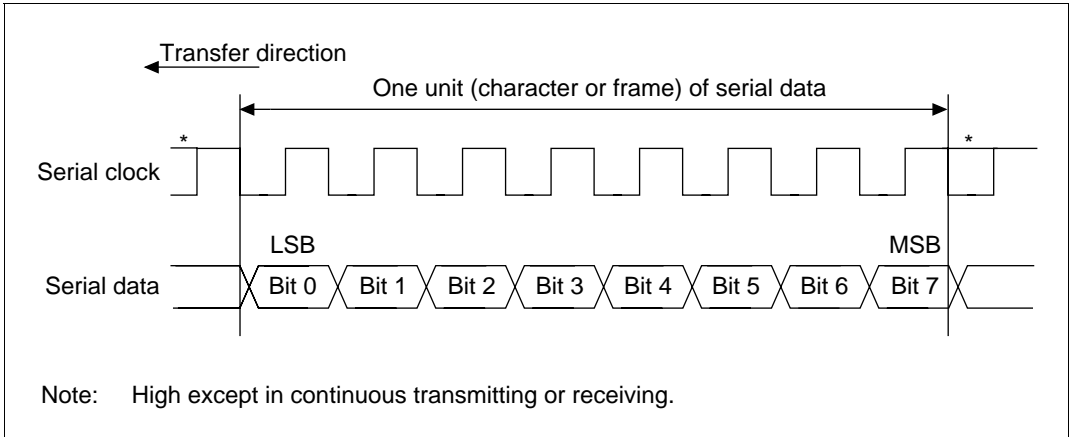 Transfer direction
One unit (character or frame) of serial data
* *
Serial clock
LSB MSB
Serial data Bit 0 Bit 1 Bit 2 Bit 3 Bit 4 Bit 5 Bit 6 Bit 7
Note: High except in continuous transmitting or receiving.